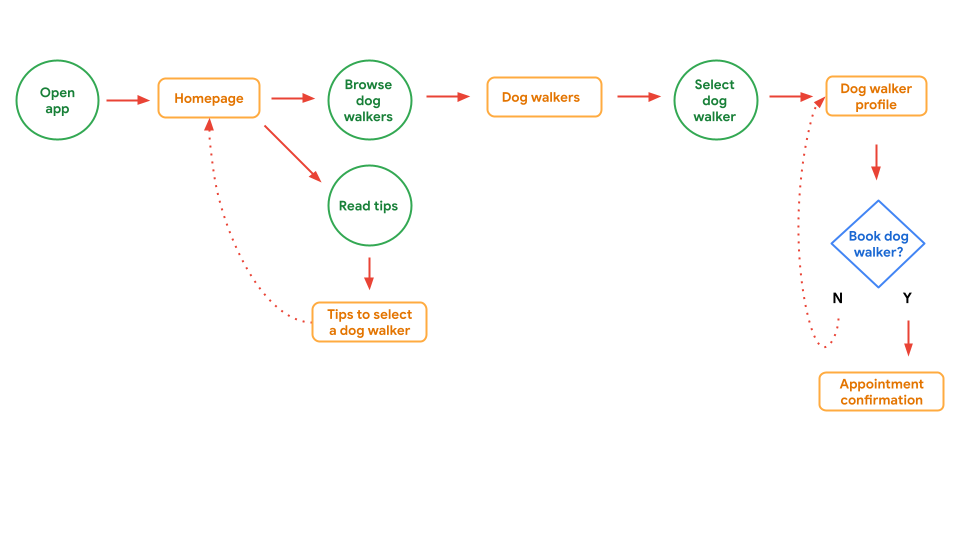 Open
app
Homepage
Browse
dog
walkers
Dog walkers
Select
dog
walker
Dog walker
profile
Read tips
Book dog
walker?
N
Y
Tips to select
a dog walker
Appointment
confirmation